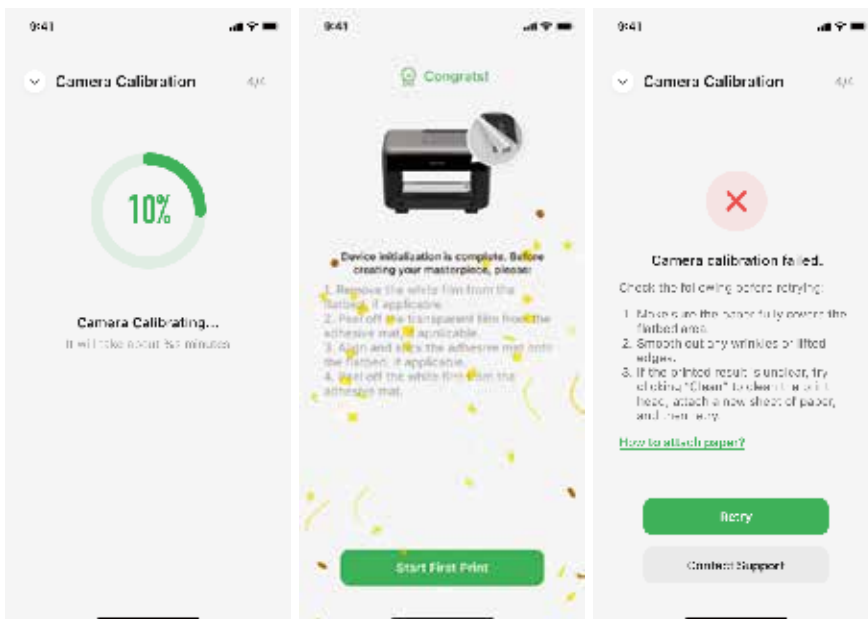 9:41
Camera Calibration 4/4
10%
Camera Calibrating...
It will take about minutes
9:41
Congrats!
Device initialization is complete. Before
creating your masterpiece, please:
1. Remove the white film from the
flatbed, if applicable.
2. Peel off the transparent film from the
adhesive mat, if applicable.
3. Align and stick the adhesive mat onto
the flatbed, if applicable.
4. Peel off the white film from the
adhesive mat.
Start First Print
9:41
Camera Calibration 4/4
Camera calibration failed.
Check the following before retrying:
1. Make sure the paper fully covers the
flatbed area.
2. Smooth out any wrinkles or lifted
edges.
3. If the printed result is unclear, try
clicking "Clean" to clean the print
head, attach a new sheet of paper,
and then retry.
How to attach paper?
Retry
Contact Support